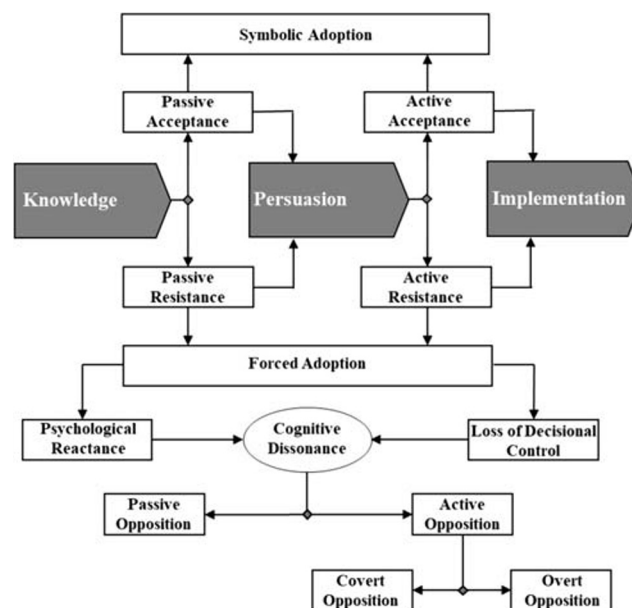 Symbolic Adoption
Passive
Acceptance
Active
Acceptance
Knowledge
Persuasion
Implementation
Passive
Resistance
Active
Resistance
Forced Adoption
Psychological
Reactance
Cognitive
Dissonance
Loss of Decisional
Control
Passive
Opposition
Active
Opposition
Covert
Opposition
Overt
Opposition